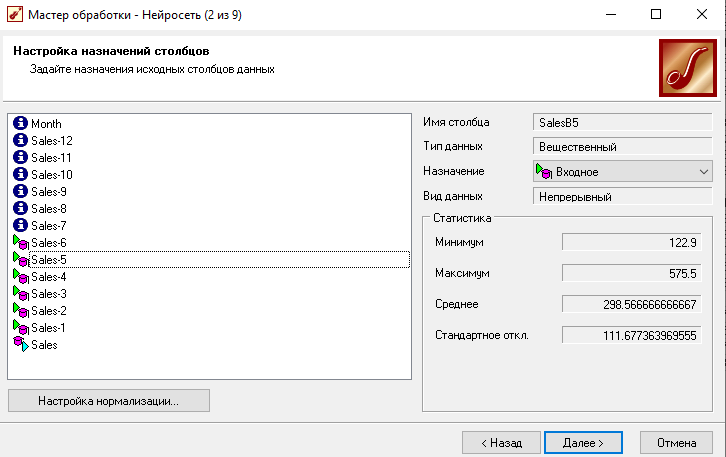 Мастер обработки - Нейросеть (2 из 9)
Настройка назначений столбцов
Задайте назначения исходных столбцов данных
Month
Sales-12
Sales-11
Sales-10
Sales-9
Sales-8
Sales-7
Sales-6
Sales-5
Sales-4
Sales-3
Sales-2
Sales-1
Sales
Настройка нормализации...
Имя столбца SalesB5
Тип данных Вещественный
Назначение Входное
Вид данных Непрерывный
Статистика
Минимум 122.9
Максимум 575.5
Среднее 298.566666666667
Стандартное откл. 111.677363969555
< Назад Далее > Отмена